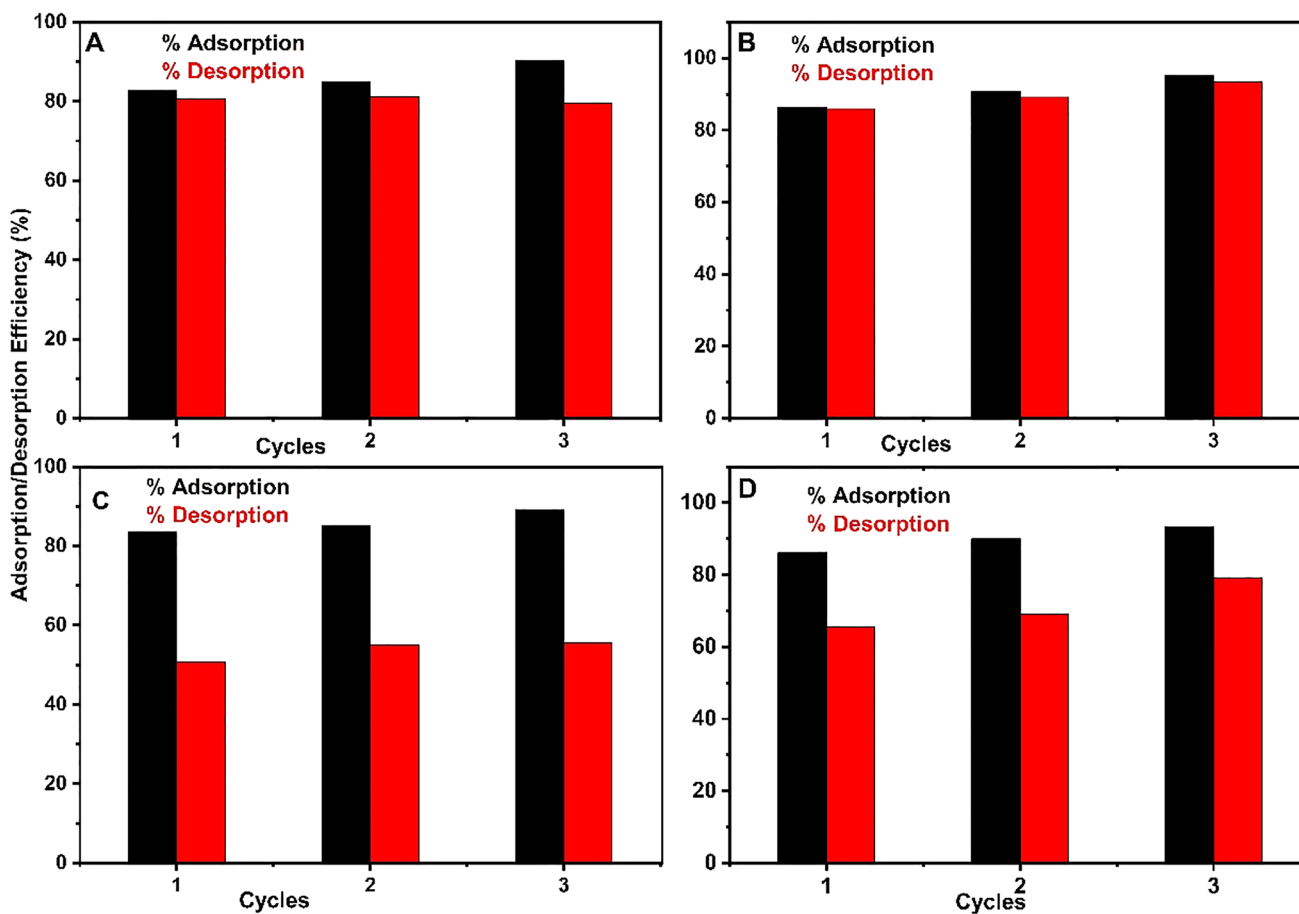 Adsorption/Desorption Efficiency (%)
A
% Adsorption
% Desorption
100
80
60
40
20
0
1
2
3
Cycles
B
% Adsorption
% Desorption
100
80
60
40
20
0
1
2
3
Cycles
C
% Adsorption
% Desorption
100
80
60
40
20
0
1
2
3
Cycles
D
% Adsorption
% Desorption
100
80
60
40
20
0
1
2
3
Cycles